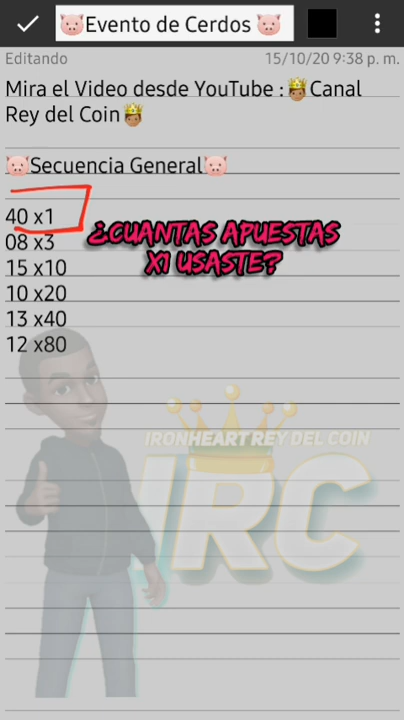 🐷Evento de Cerdos 🐷
Editando 15/10/20 9:38 p. m.
Mira el Video desde YouTube :🤴🏽Canal
Rey del Coin🤴🏽
🐷Secuencia General🐷
40 x1
08 x3
15 x10
10 x20
13 x40
12 x80
¿CUANTAS APUESTAS
X1 USASTE?
IRONHEART REY DEL COIN
IRC